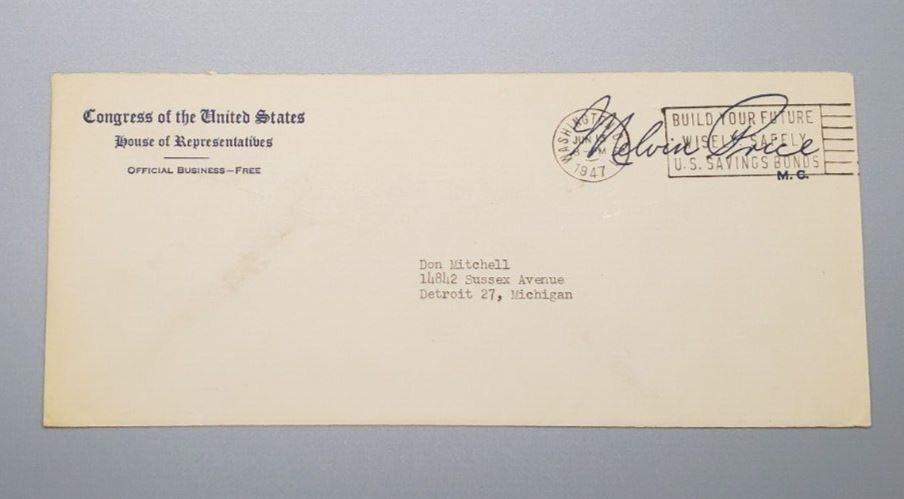 Congress of the United States
House of Representatives
OFFICIAL BUSINESS—FREE
WASHINGTON
JUN
M
1947
Melvin Price
M. C.
BUILD YOUR FUTURE
WISELY SAFELY
U.S. SAVINGS BONDS
Don Mitchell
14842 Sussex Avenue
Detroit 27, Michigan